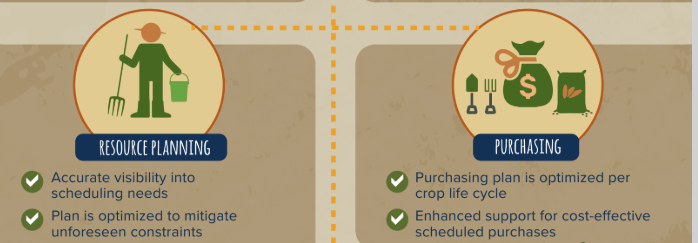 RESOURCE PLANNING
Accurate visibility into
scheduling needs
Plan is optimized to mitigate
unforeseen constraints
$
PURCHASING
Purchasing plan is optimized per
crop life cycle
Enhanced support for cost-effective
scheduled purchases